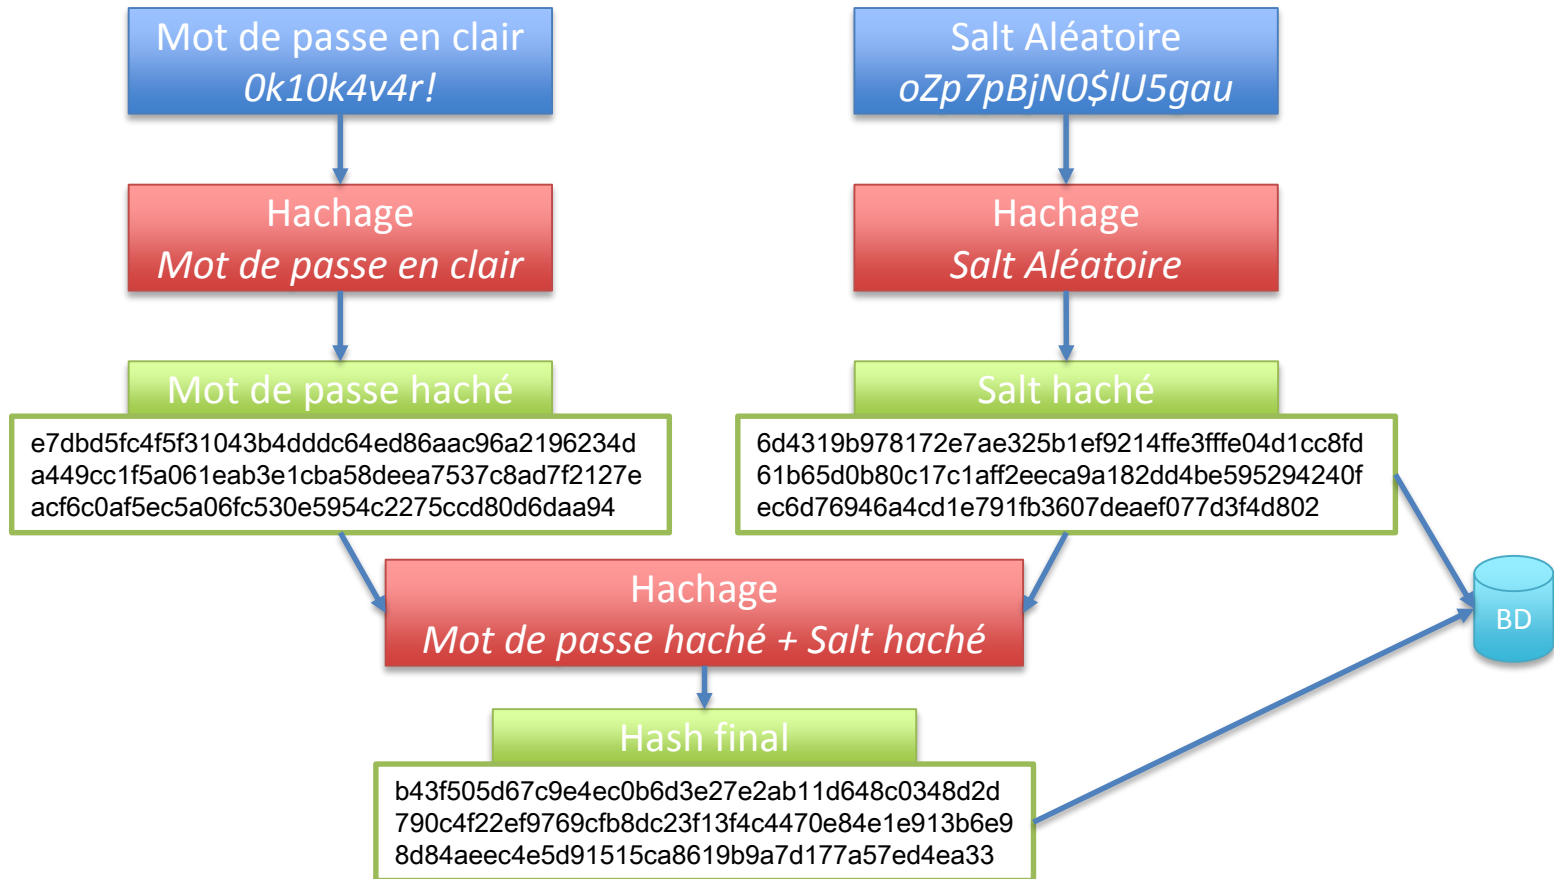 Mot de passe en clair
0k10k4v4r!
Salt Aléatoire
oZp7pBjN0$lU5gau
Hachage
Mot de passe en clair
Hachage
Salt Aléatoire
Mot de passe haché
e7dbd5fc4f5f31043b4dddc64ed86aac96a2196234d
a449cc1f5a061eab3e1cba58deea7537c8ad7f2127e
acf6c0af5ec5a06fc530e5954c2275ccd80d6daa94
Salt haché
6d4319b978172e7ae325b1ef9214ffe3fffe04d1cc8fd
61b65d0b80c17c1aff2eeca9a182dd4be595294240f
ec6d76946a4cd1e791fb3607deaef077d3f4d802
Hachage
Mot de passe haché + Salt haché
BD
Hash final
b43f505d67c9e4ec0b6d3e27e2ab11d648c0348d2d
790c4f22ef9769cfb8dc23f13f4c4470e84e1e913b6e9
8d84aeec4e5d91515ca8619b9a7d177a57ed4ea33